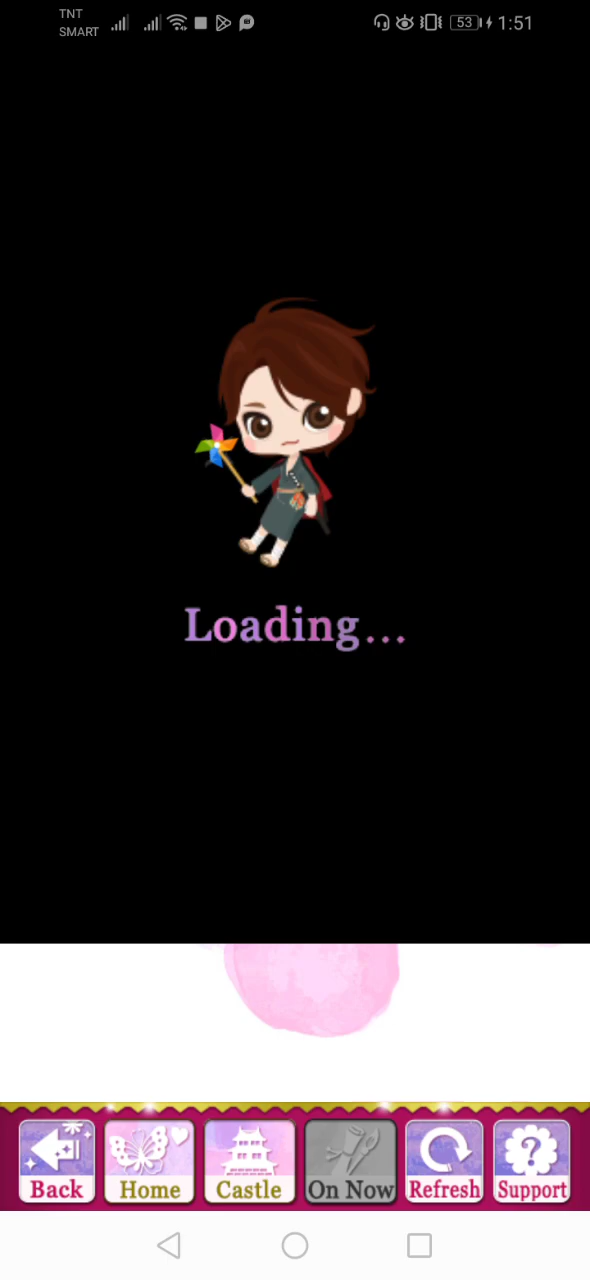 TNT
SMART
53
1:51
Loading...
Back
Home
Castle
On Now
Refresh
Support